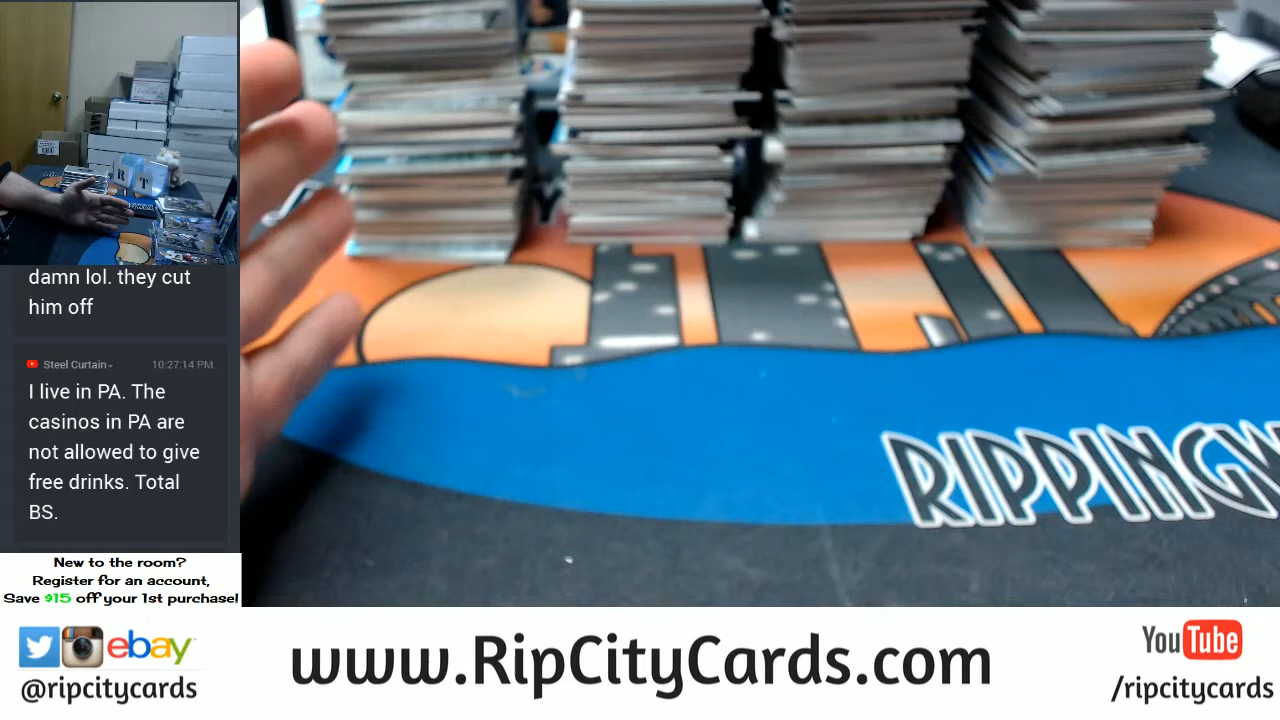 damn lol. they cut
him off
Steel Curtain
10:27:14 PM
I live in PA. The
casinos in PA are
not allowed to give
free drinks. Total
BS.
New to the room?
Register for an account,
Save $15 off your 1st purchase!
R T
RIPPINGW
ebay
@ripcitycards
www.RipCityCards.com
YouTube
/ripcitycards